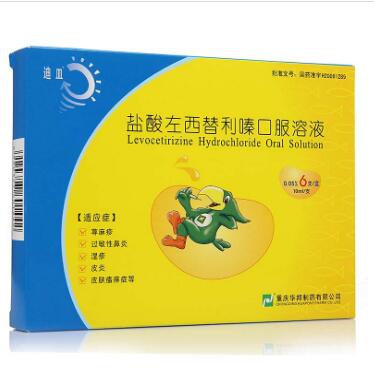 迪皿
批准文号：国药准字H20061289
盐酸左西替利嗪口服溶液
Levocetirizine Hydrochloride Oral Solution
0.05% 6支/盒
10ml/支
【适应症】
荨麻疹
过敏性鼻炎
湿疹
皮炎
皮肤瘙痒症等
重庆华邦制药有限公司